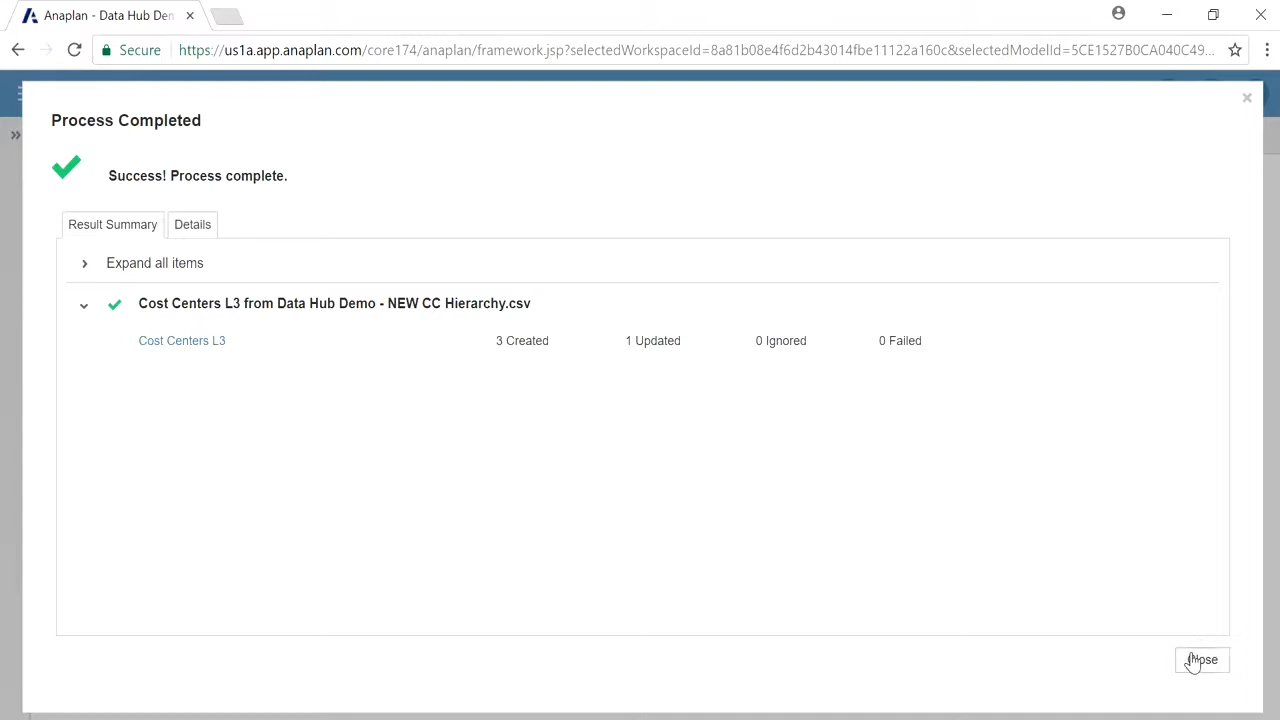 Anaplan - Data Hub Den
Secure https://us1a.app.anaplan.com/core174/anaplan/framework.jsp?selectedWorkspaceId=8a81b08e4f6d2b43014fbe11122a160c&selectedModelId=5CE1527B0CA040C49...
Process Completed
Success! Process complete.
Result Summary Details
Expand all items
Cost Centers L3 from Data Hub Demo - NEW CC Hierarchy.csv
Cost Centers L3 3 Created 1 Updated 0 Ignored 0 Failed
Close